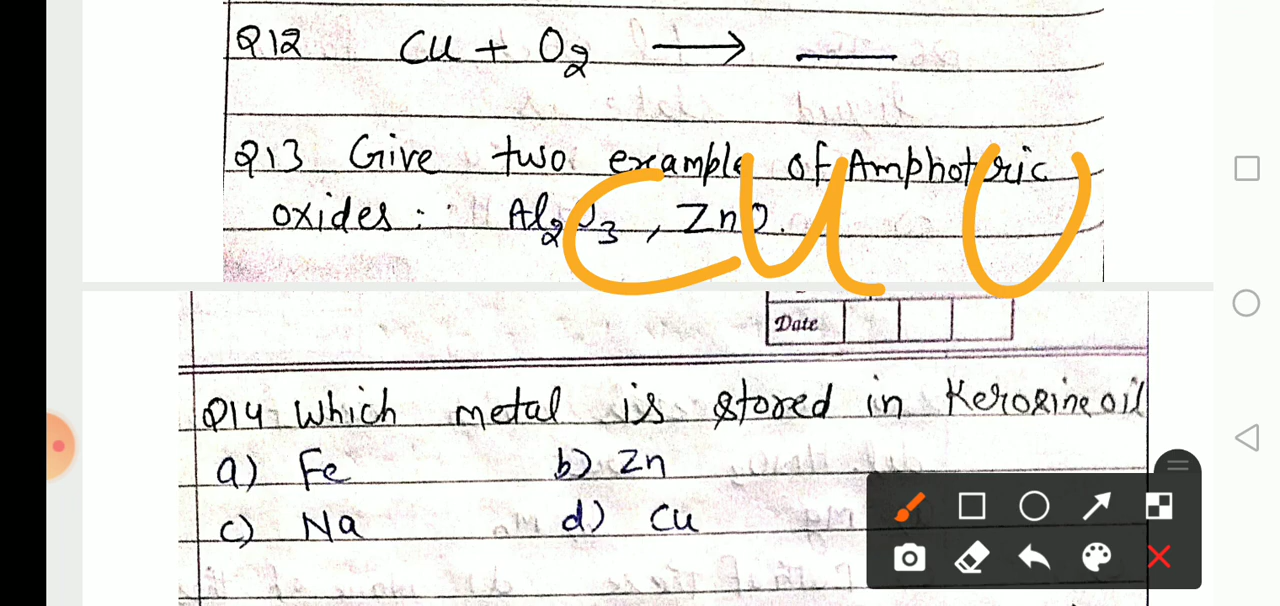 Q12 Cu + O2 → ___
Q13 Give two example of Amphotric
oxides : Al2O3 , ZnO.
CUO
Date
Q14 Which metal is stored in Kerosine oil
a) Fe b) Zn
c) Na d) Cu